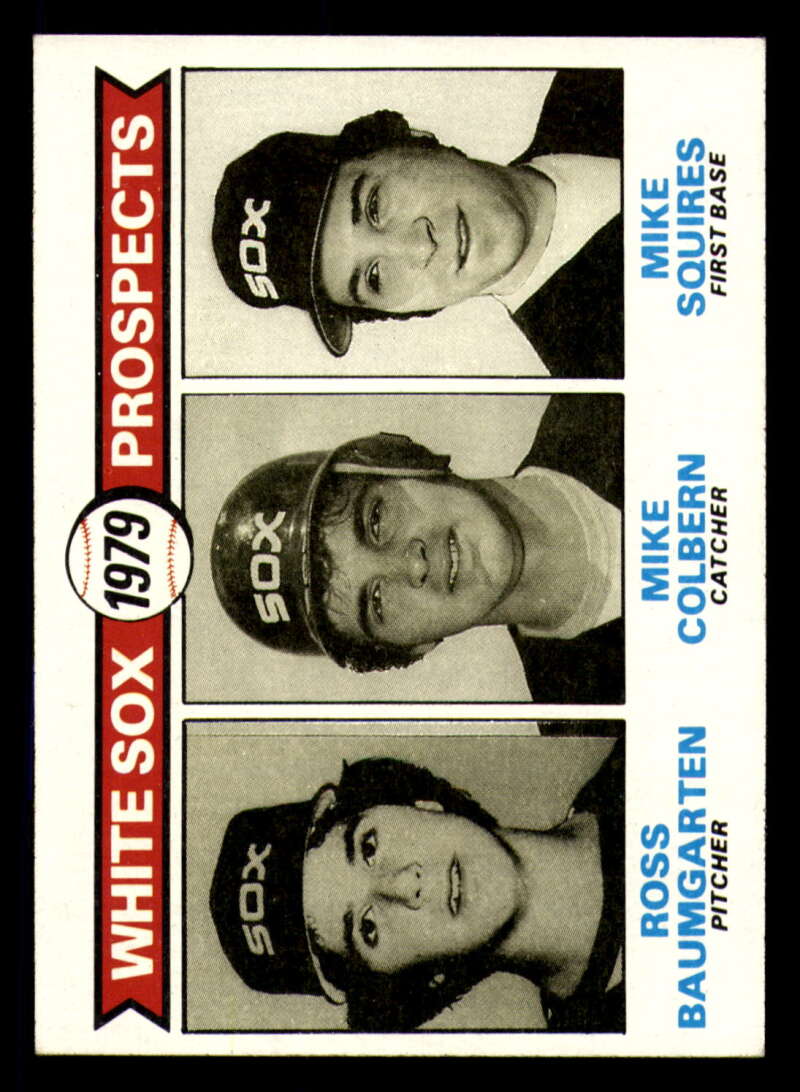 WHITE SOX 1979 PROSPECTS
SOX
SOX
SOX
ROSS
BAUMGARTEN
PITCHER
MIKE
COLBERN
CATCHER
MIKE
SQUIRES
FIRST BASE